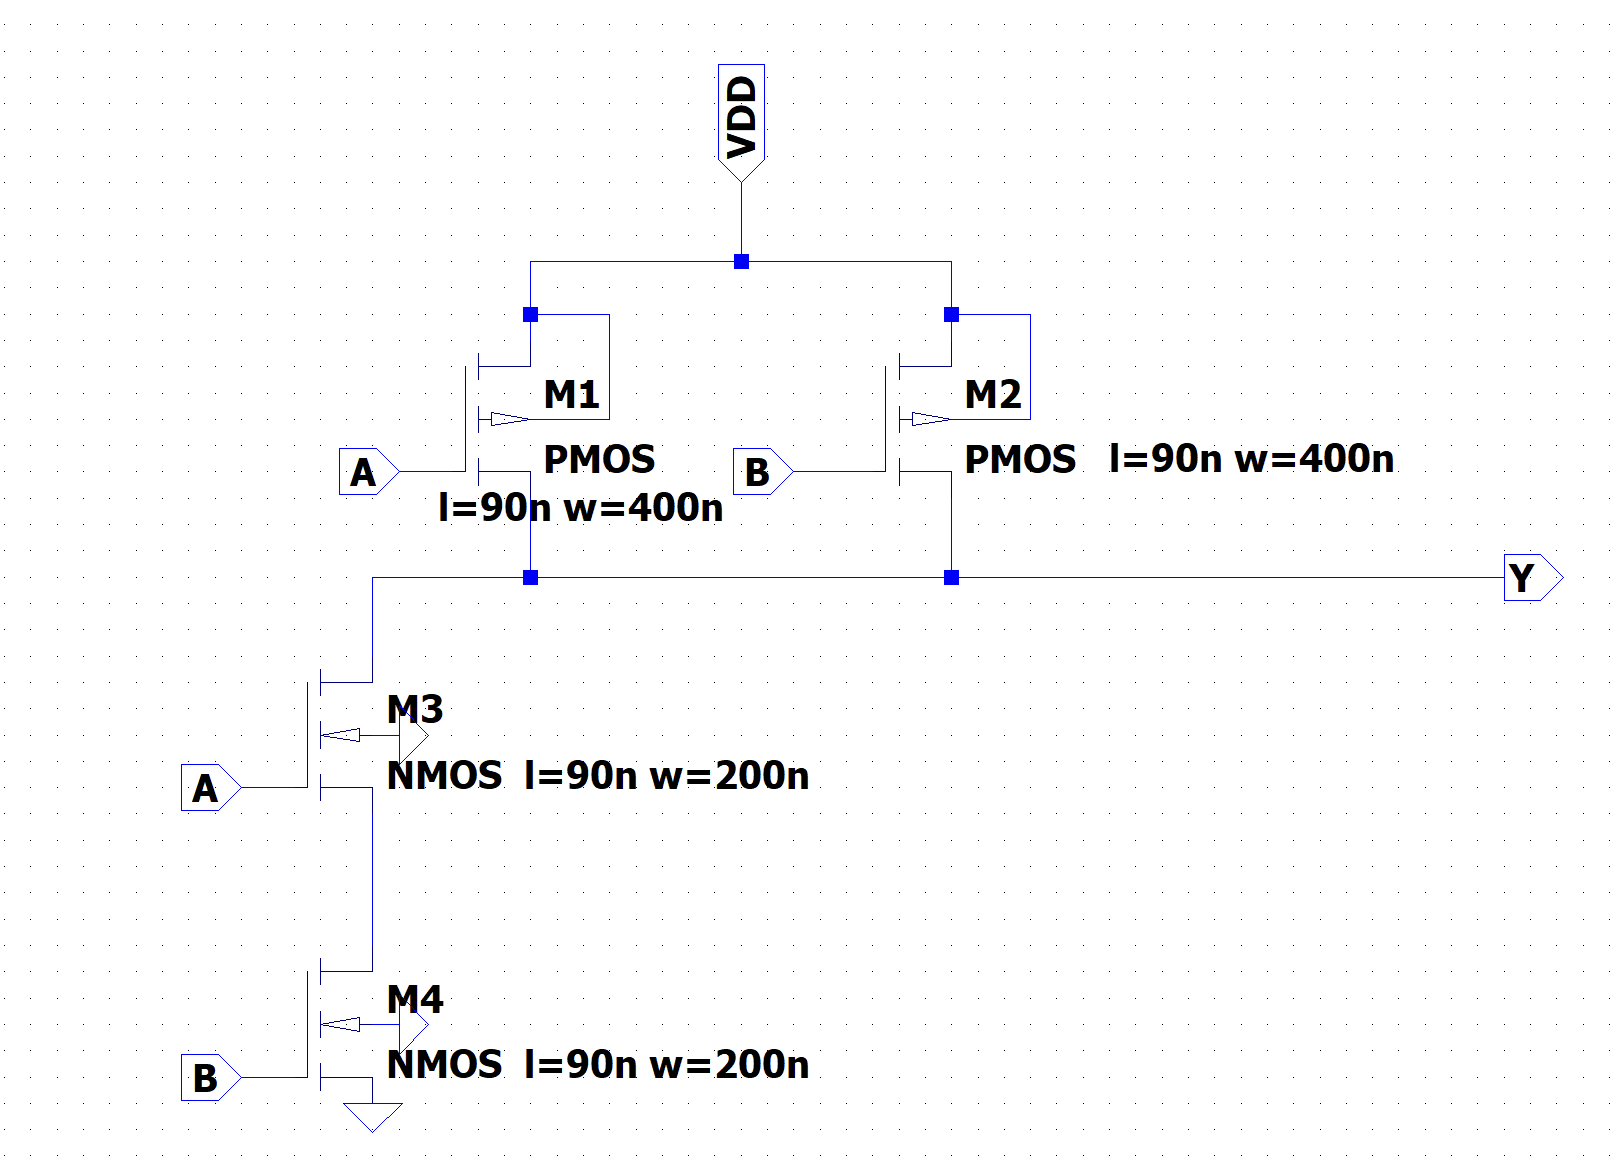 VDD
M1
M2
A
PMOS
B
PMOS l=90n w=400n
l=90n w=400n
Y
M3
NMOS l=90n w=200n
A
M4
NMOS l=90n w=200n
B